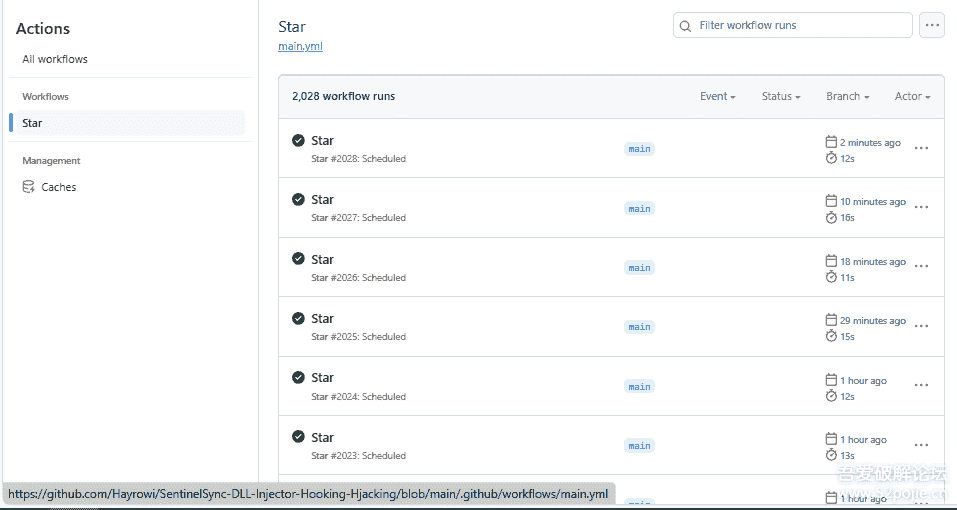 Actions
All workflows
Workflows
Star
Management
Caches
Star
main.yml
Filter workflow runs
2,028 workflow runs
Event
Status
Branch
Actor
Star
Star #2028: Scheduled
main
2 minutes ago
12s
Star
Star #2027: Scheduled
main
10 minutes ago
16s
Star
Star #2026: Scheduled
main
18 minutes ago
11s
Star
Star #2025: Scheduled
main
29 minutes ago
15s
Star
Star #2024: Scheduled
main
1 hour ago
12s
Star
Star #2023: Scheduled
main
1 hour ago
13s
main
1 hour ago
https://github.com/Hayrowi/SentinelSync-DLL-Injector-Hooking-Hjacking/blob/main/.github/workflows/main.yml
吾爱破解论坛
www.52pojie.cn